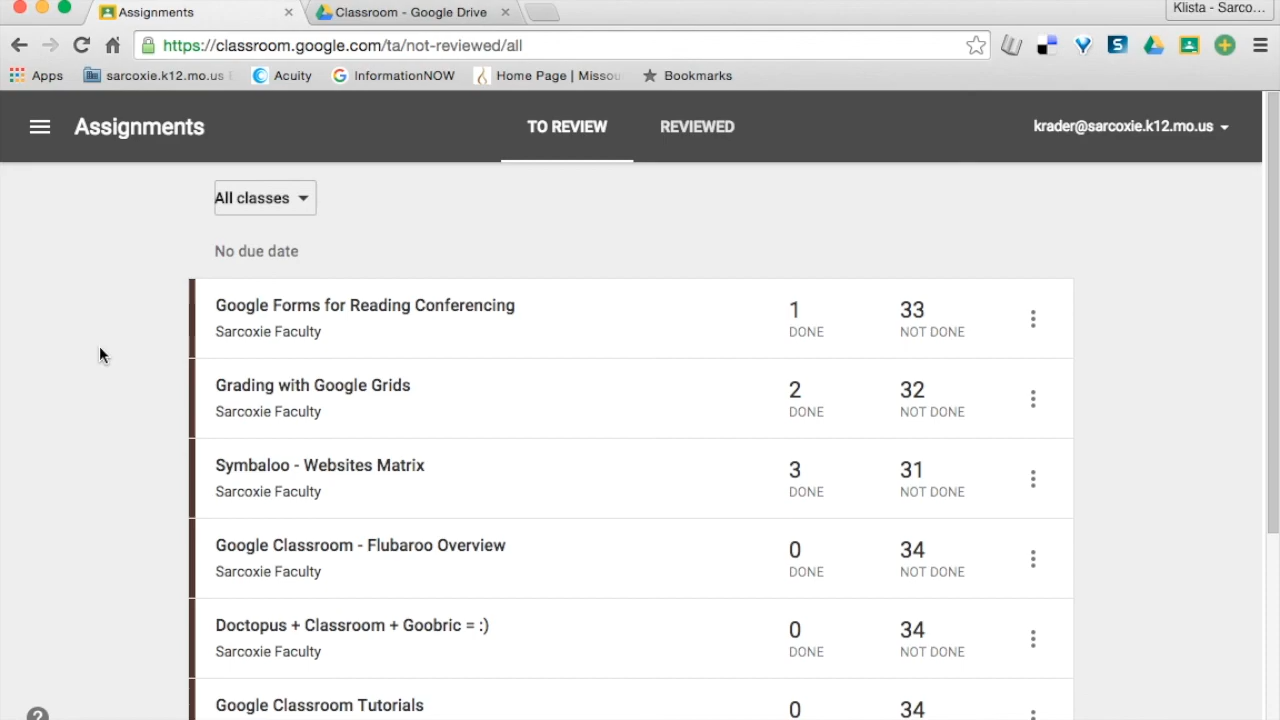 Assignments
Classroom - Google Drive
Klista - Sarco...
https://classroom.google.com/ta/not-reviewed/all
Apps
sarcoxie.k12.mo.us
Acuity
InformationNOW
Home Page | Missou
Bookmarks
Assignments
TO REVIEW
REVIEWED
krader@sarcoxie.k12.mo.us
All classes
No due date
Google Forms for Reading Conferencing
Sarcoxie Faculty
1
DONE
33
NOT DONE
Grading with Google Grids
Sarcoxie Faculty
2
DONE
32
NOT DONE
Symbaloo - Websites Matrix
Sarcoxie Faculty
3
DONE
31
NOT DONE
Google Classroom - Flubaroo Overview
Sarcoxie Faculty
0
DONE
34
NOT DONE
Doctopus + Classroom + Goobric = :)
Sarcoxie Faculty
0
DONE
34
NOT DONE
Google Classroom Tutorials
0
34